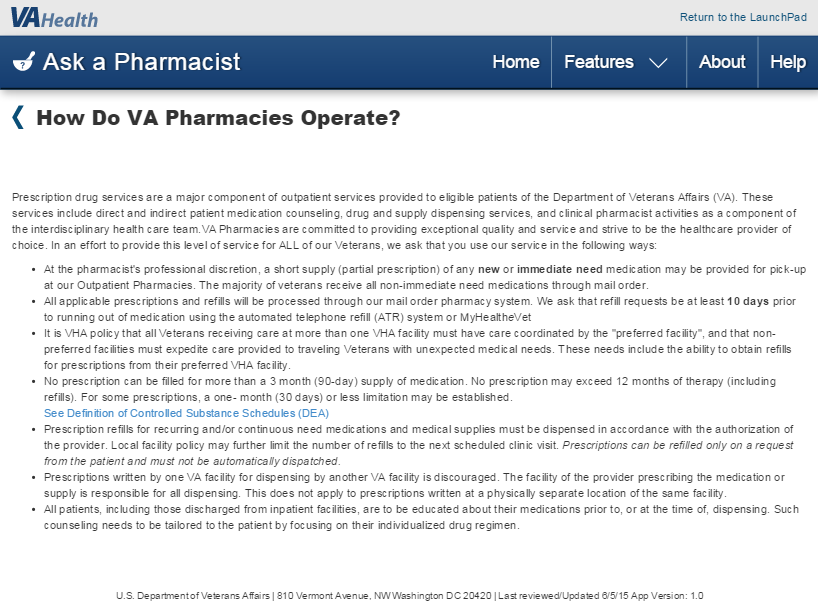 VAHealth
Return to the LaunchPad
? Ask a Pharmacist
Home
Features
About
Help
How Do VA Pharmacies Operate?
Prescription drug services are a major component of outpatient services provided to eligible patients of the Department of Veterans Affairs (VA). These
services include direct and indirect patient medication counseling, drug and supply dispensing services, and clinical pharmacist activities as a component of
the interdisciplinary health care team. VA Pharmacies are committed to providing exceptional quality and service and strive to be the healthcare provider of
choice. In an effort to provide this level of service for ALL of our Veterans, we ask that you use our service in the following ways:
• At the pharmacist's professional discretion, a short supply (partial prescription) of any new or immediate need medication may be provided for pick-up
at our Outpatient Pharmacies. The majority of veterans receive all non-immediate need medications through mail order.
• All applicable prescriptions and refills will be processed through our mail order pharmacy system. We ask that refill requests be at least 10 days prior
to running out of medication using the automated telephone refill (ATR) system or MyHealtheVet
• It is VHA policy that all Veterans receiving care at more than one VHA facility must have care coordinated by the "preferred facility", and that non-
preferred facilities must expedite care provided to traveling Veterans with unexpected medical needs. These needs include the ability to obtain refills
for prescriptions from their preferred VHA facility.
• No prescription can be filled for more than a 3 month (90-day) supply of medication. No prescription may exceed 12 months of therapy (including
refills). For some prescriptions, a one- month (30 days) or less limitation may be established.
See Definition of Controlled Substance Schedules (DEA)
• Prescription refills for recurring and/or continuous need medications and medical supplies must be dispensed in accordance with the authorization of
the provider. Local facility policy may further limit the number of refills to the next scheduled clinic visit. Prescriptions can be refilled only on a request
from the patient and must not be automatically dispatched.
• Prescriptions written by one VA facility for dispensing by another VA facility is discouraged. The facility of the provider prescribing the medication or
supply is responsible for all dispensing. This does not apply to prescriptions written at a physically separate location of the same facility.
• All patients, including those discharged from inpatient facilities, are to be educated about their medications prior to, or at the time of, dispensing. Such
counseling needs to be tailored to the patient by focusing on their individualized drug regimen.
U.S. Department of Veterans Affairs | 810 Vermont Avenue, NW Washington DC 20420 | Last reviewed/Updated 6/5/15 App Version: 1.0